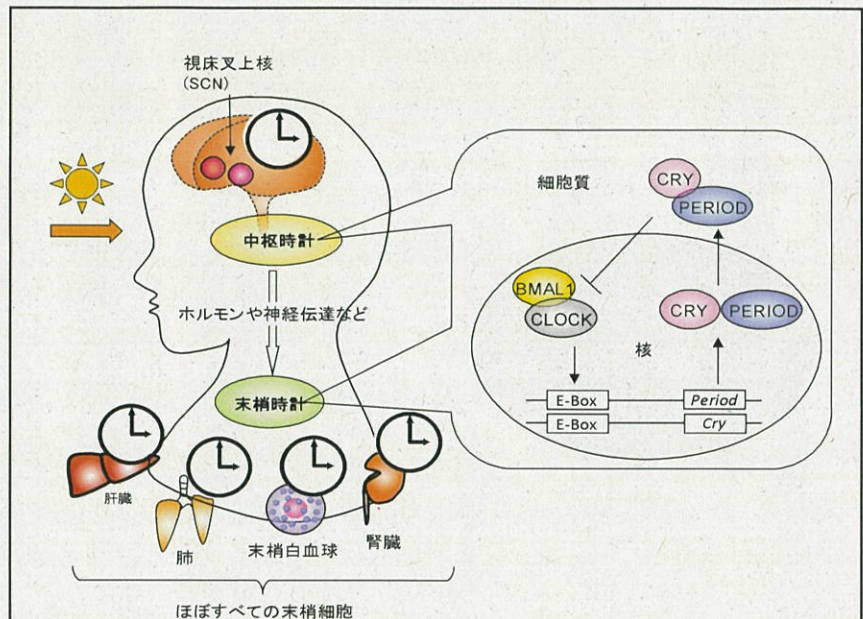 視床叉上核
(SCN)
中枢時計
ホルモンや神経伝達など
末梢時計
肝臓
肺
末梢白血球
腎臓
ほぼすべての末梢細胞
細胞質
CRY
PERIOD
BMAL1
CLOCK
CRY
PERIOD
核
E-Box
Period
E-Box
Cry